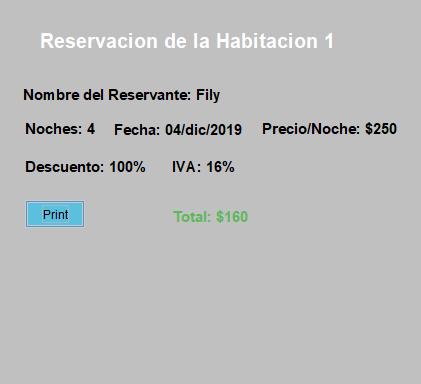 Reservacion de la Habitacion 1
Nombre del Reservante: Fily
Noches: 4 Fecha: 04/dic/2019 Precio/Noche: $250
Descuento: 100% IVA: 16%
Print Total: $160